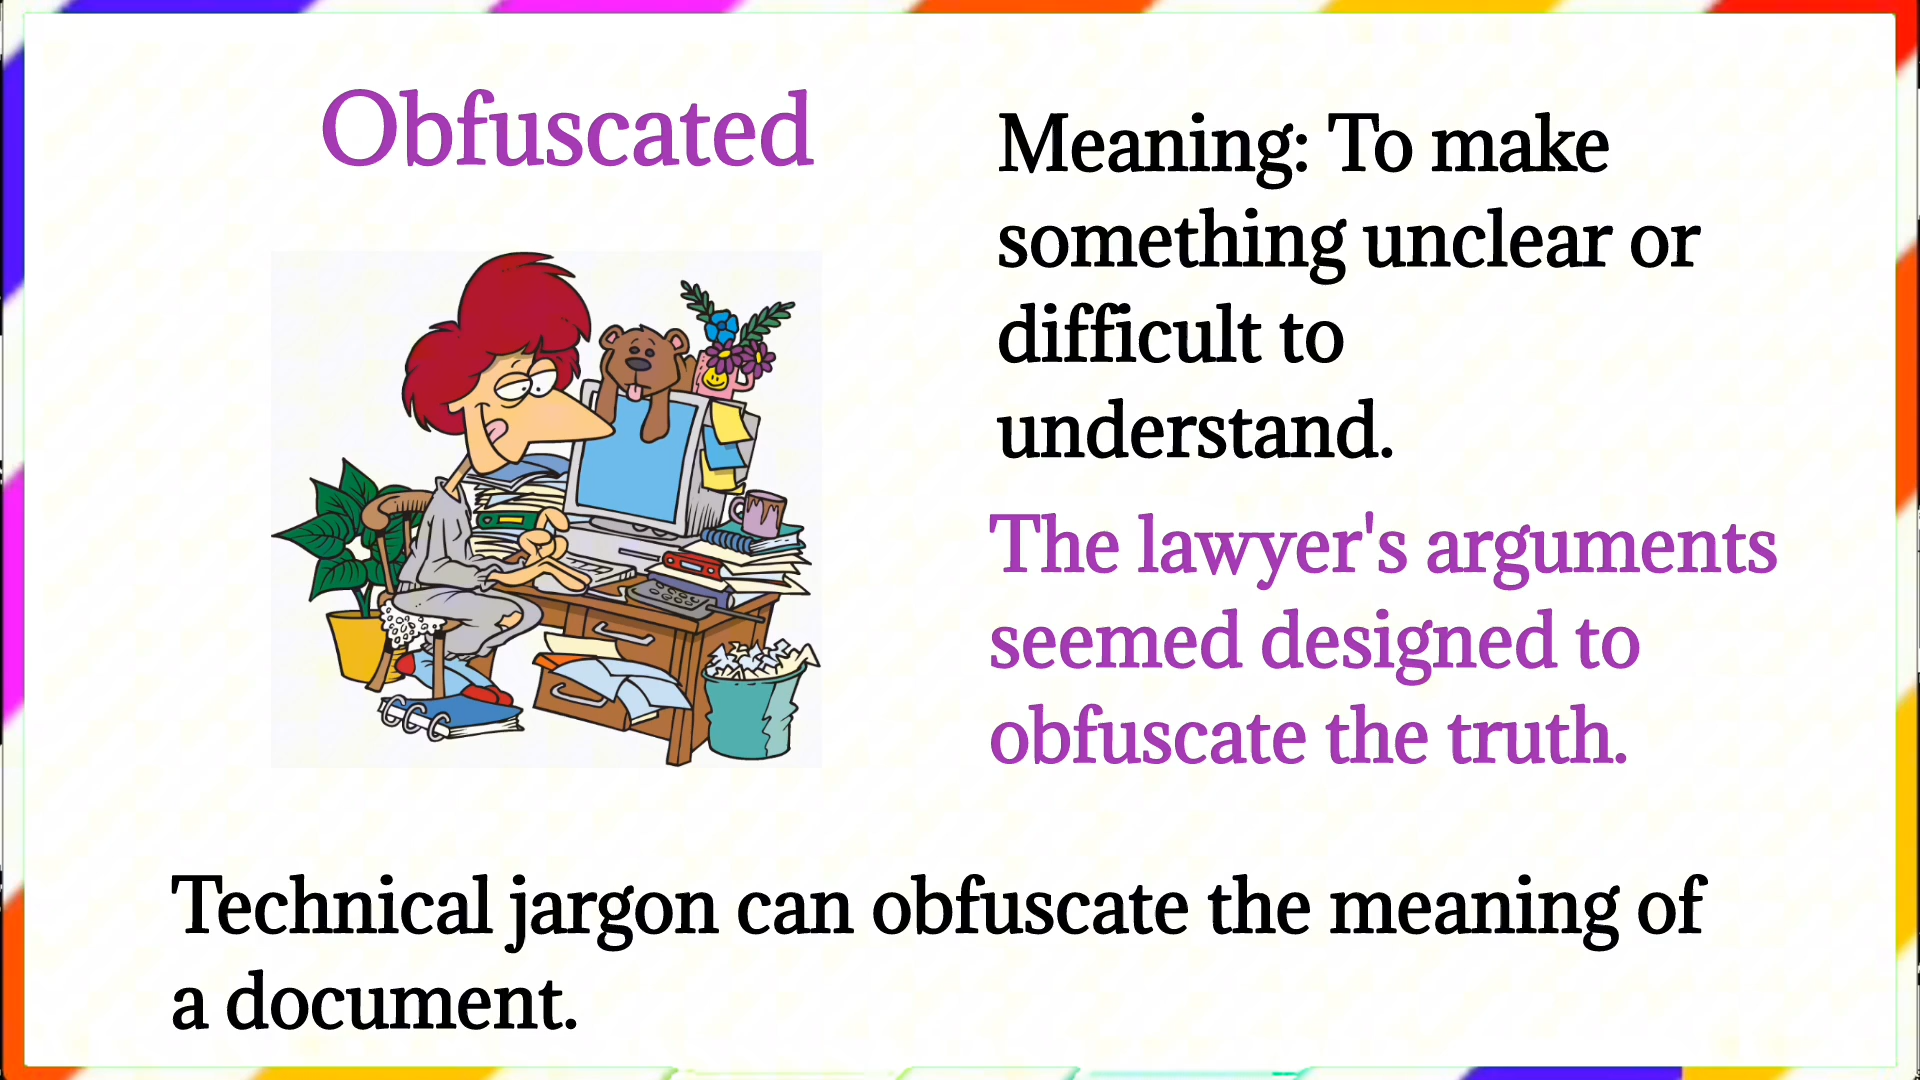 Obfuscated
Meaning: To make
something unclear or
difficult to
understand.
The lawyer's arguments
seemed designed to
obfuscate the truth.
Technical jargon can obfuscate the meaning of
a document.